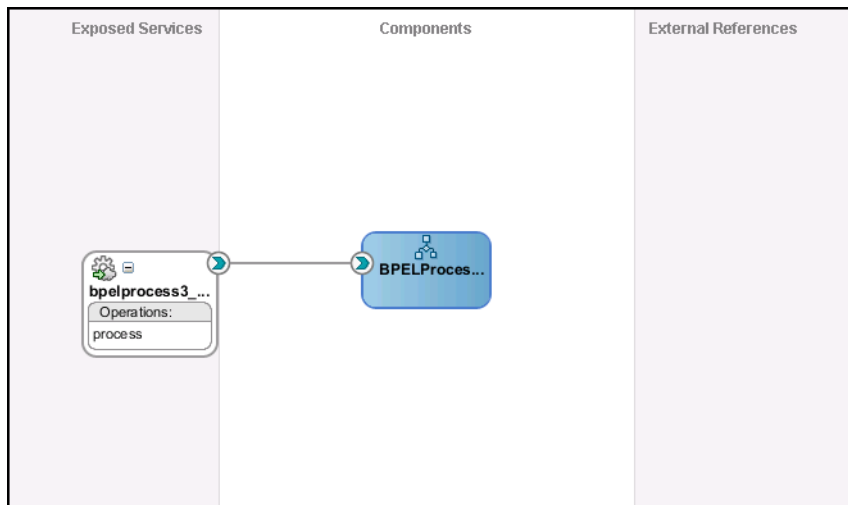 Exposed Services
Components
External References
bpelprocess3_...
Operations:
process
BPELProces...